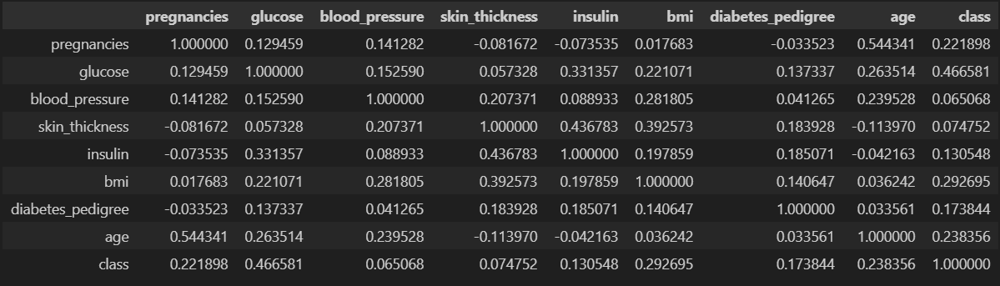 pregnancies glucose blood_pressure skin_thickness insulin bmi diabetes_pedigree age class
pregnancies 1.000000 0.129459 0.141282 -0.081672 -0.073535 0.017683 -0.033523 0.544341 0.221898
glucose 0.129459 1.000000 0.152590 0.057328 0.331357 0.221071 0.137337 0.263514 0.466581
blood_pressure 0.141282 0.152590 1.000000 0.207371 0.088933 0.281805 0.041265 0.239528 0.065068
skin_thickness -0.081672 0.057328 0.207371 1.000000 0.436783 0.392573 0.183928 -0.113970 0.074752
insulin -0.073535 0.331357 0.088933 0.436783 1.000000 0.197859 0.185071 -0.042163 0.130548
bmi 0.017683 0.221071 0.281805 0.392573 0.197859 1.000000 0.140647 0.036242 0.292695
diabetes_pedigree -0.033523 0.137337 0.041265 0.183928 0.185071 0.140647 1.000000 0.033561 0.173844
age 0.544341 0.263514 0.239528 -0.113970 -0.042163 0.036242 0.033561 1.000000 0.238356
class 0.221898 0.466581 0.065068 0.074752 0.130548 0.292695 0.173844 0.238356 1.000000